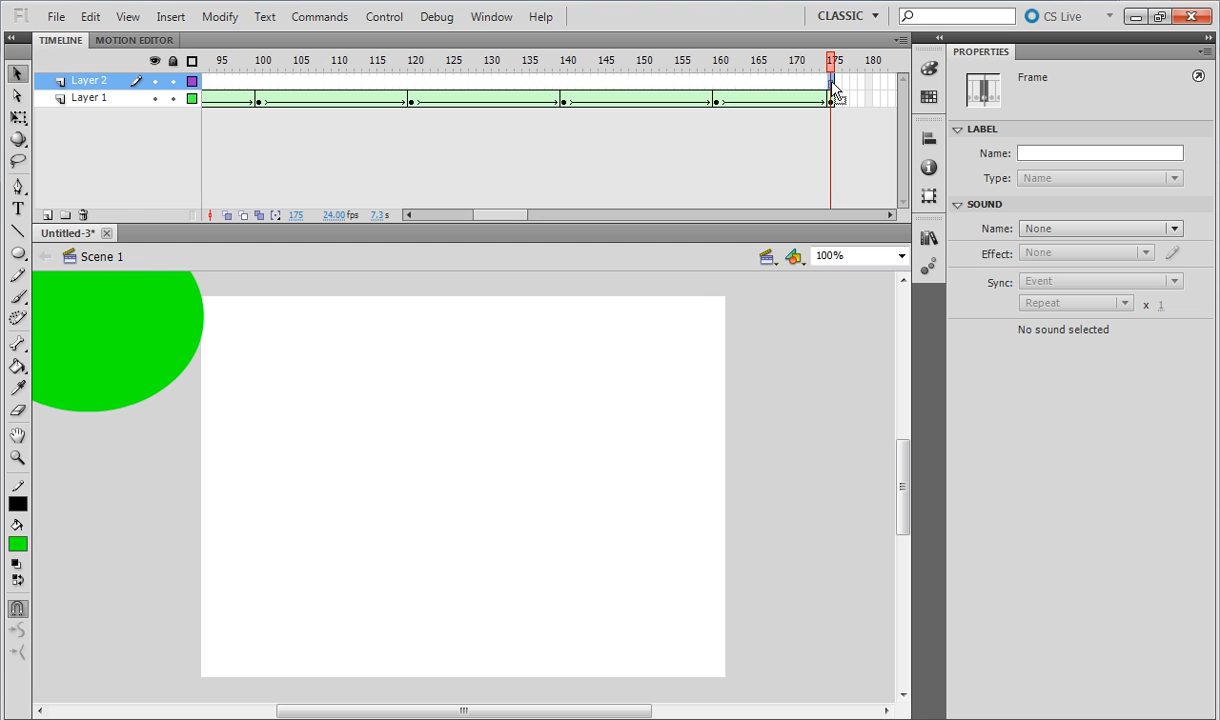 Fl File Edit View Insert Modify Text Commands Control Debug Window Help CLASSIC CS Live
TIMELINE MOTION EDITOR
95 100 105 110 115 120 125 130 135 140 145 150 155 160 165 170 175 180
Layer 2
Layer 1
175 24.00 fps 7.3 s
Untitled-3*
Scene 1 100%
T
PROPERTIES
Frame
LABEL
Name:
Type: Name
SOUND
Name: None
Effect: None
Sync: Event
Repeat x 1
No sound selected